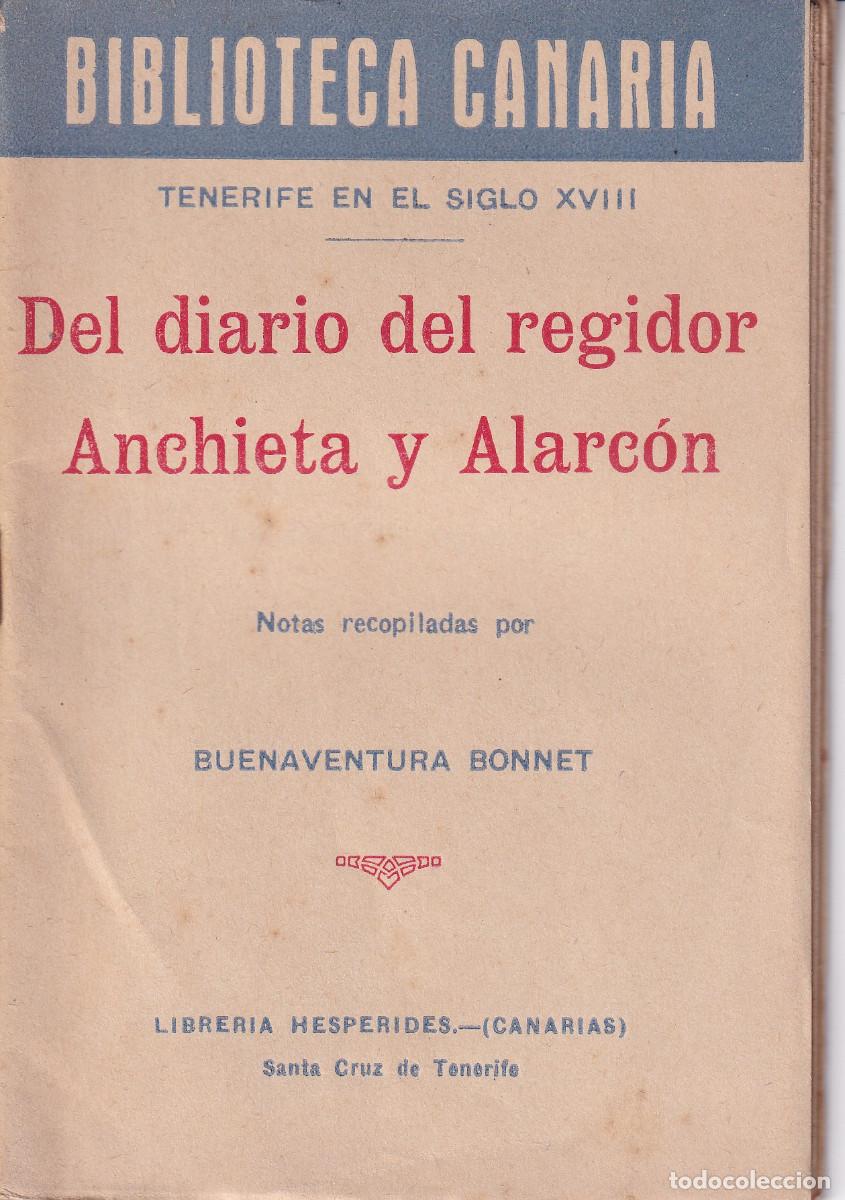 BIBLIOTECA CANARIA
TENERIFE EN EL SIGLO XVIII
Del diario del regidor
Anchieta y Alarcón
Notas recopiladas por
BUENAVENTURA BONNET
LIBRERIA HESPERIDES.—(CANARIAS)
Santa Cruz de Tenerife
todocoleccion